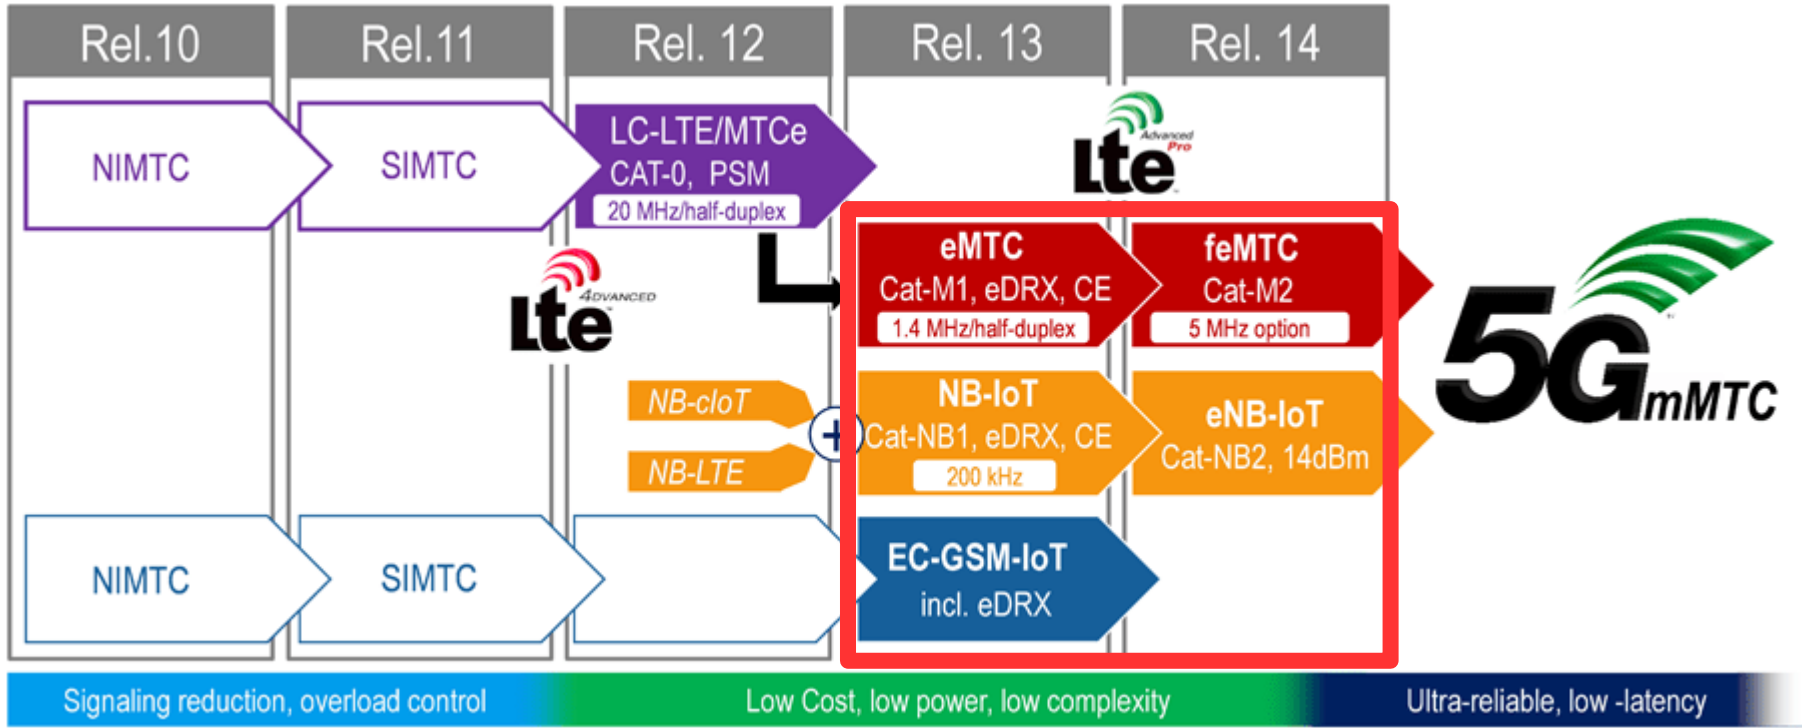 Rel.10
Rel.11
Rel. 12
Rel. 13
Rel. 14
NIMTC
SIMTC
LC-LTE/MTCe
CAT-0, PSM
20 MHz/half-duplex
Lte
Advanced
Pro
Lte
4DVANCED
eMTC
Cat-M1, eDRX, CE
1.4 MHz/half-duplex
feMTC
Cat-M2
5 MHz option
5G
mMTC
NB-cIoT
NB-LTE
+
NB-IoT
Cat-NB1, eDRX, CE
200 kHz
eNB-IoT
Cat-NB2, 14dBm
NIMTC
SIMTC
EC-GSM-IoT
incl. eDRX
Signaling reduction, overload control
Low Cost, low power, low complexity
Ultra-reliable, low -latency